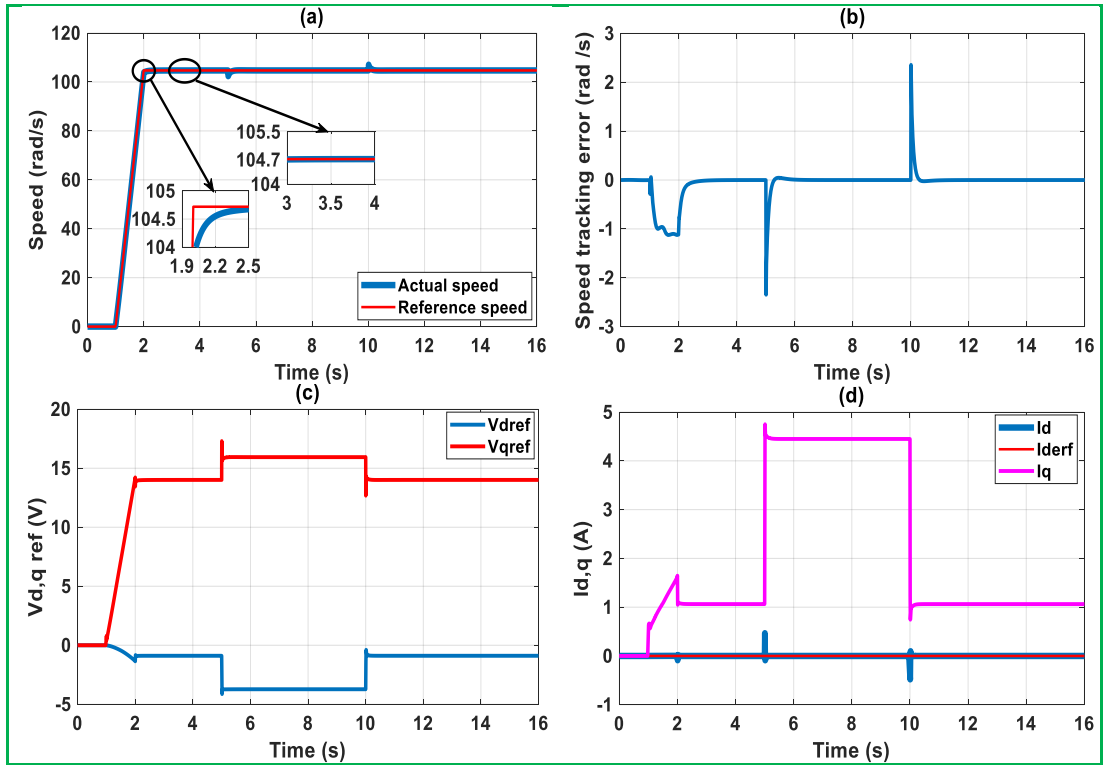 (a)
120
100
80
60
40
20
0
Speed (rad/s)
105.5
104.7
104
3 3.5 4
105
104.5
104
1.9 2.2 2.5
Actual speed
Reference speed
0 2 4 6 8 10 12 14 16
Time (s)
(b)
3
2
1
0
-1
-2
-3
Speed tracking error (rad /s)
0 2 4 6 8 10 12 14 16
Time (s)
(c)
20
15
10
5
0
-5
Vd,q ref (V)
Vdref
Vqref
0 2 4 6 8 10 12 14 16
Time (s)
(d)
5
4
3
2
1
0
-1
Id,q (A)
Id
Iderf
Iq
0 2 4 6 8 10 12 14 16
Time (s)